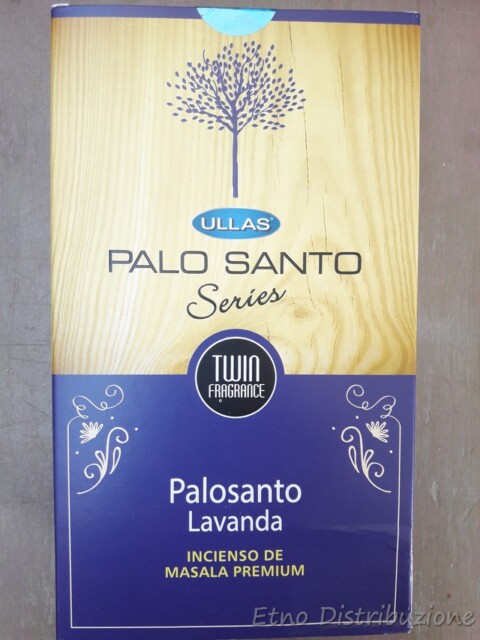 ULLAS®
PALO SANTO
Series
TWIN
FRAGRANCE
Palosanto
Lavanda
INCIENSO DE
MASALA PREMIUM
Etno Distribuzione